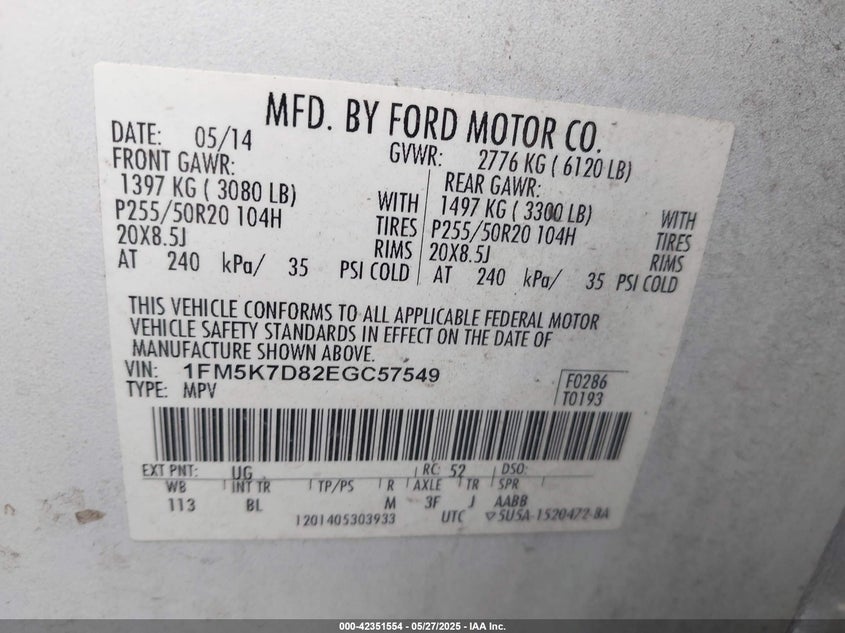 MFD. BY FORD MOTOR CO.
DATE: 05/14 GVWR: 2776 KG ( 6120 LB)
FRONT GAWR: REAR GAWR:
1397 KG ( 3080 LB) WITH 1497 KG ( 3300 LB) WITH
P255/50R20 104H TIRES P255/50R20 104H TIRES
20X8.5J RIMS 20X8.5J RIMS
AT 240 kPa/ 35 PSI COLD AT 240 kPa/ 35 PSI COLD
THIS VEHICLE CONFORMS TO ALL APPLICABLE FEDERAL MOTOR
VEHICLE SAFETY STANDARDS IN EFFECT ON THE DATE OF
MANUFACTURE SHOWN ABOVE.
VIN: 1FM5K7D82EGC57549 F0286
TYPE: MPV T0193
EXT PNT: UG RC: 52 DSO:
WB INT TR TP/PS R AXLE TR SPR
113 BL M 3F J AABB
1201405303933 UTC ▽5U5A-1520472-BA
000-42351554 - 05/27/2025 - IAA Inc.